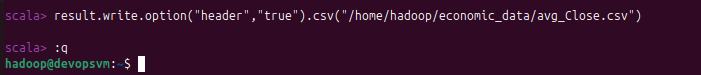 scala> result.write.option("header","true").csv("/home/hadoop/economic_data/avg_Close.csv")
scala> :q
hadoop@devopsvm:~$